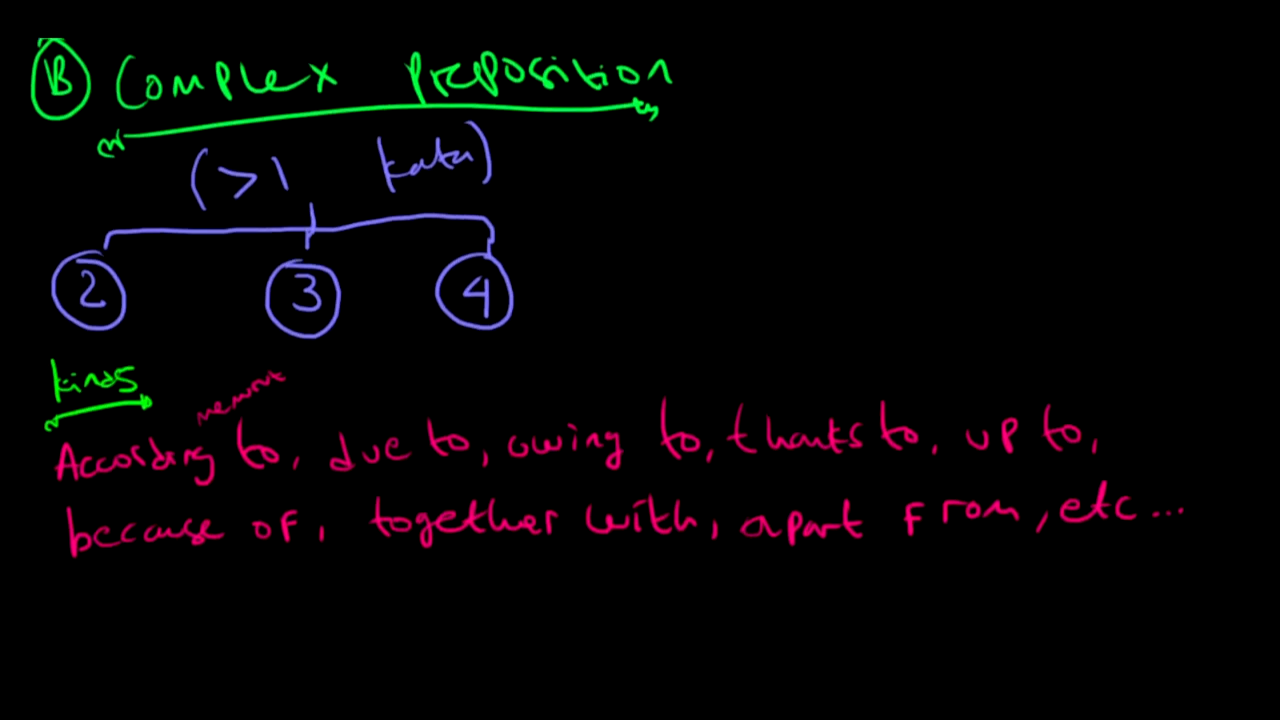 B Complex preposition
(>1 kata)
2 3 4
kinds
menurut
According to, due to, owing to, thanks to, up to,
because of, together with, apart from, etc...